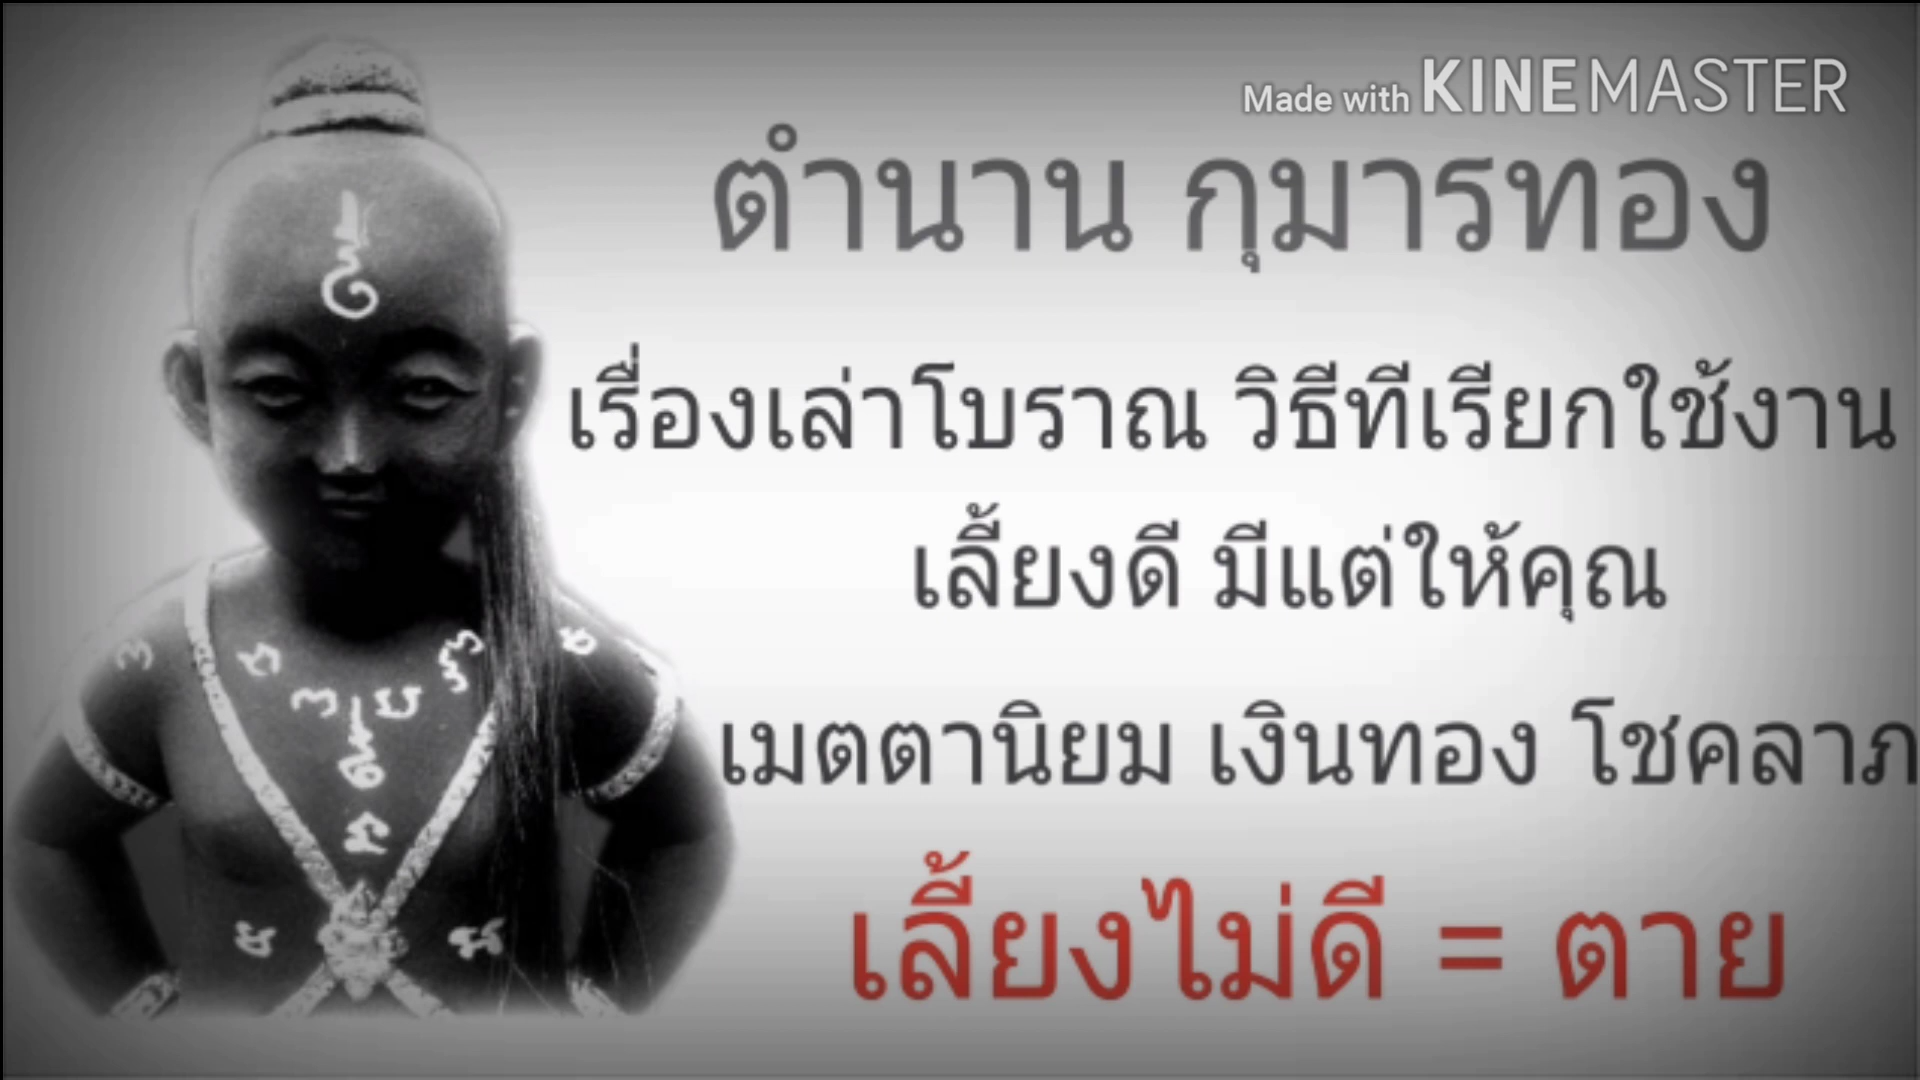 Made with KINEMASTER
ตำนาน กุมารทอง
เรื่องเล่าโบราณ วิธีทีเรียกใช้งาน
เลี้ยงดี มีแต่ให้คุณ
เมตตานิยม เงินทอง โชคลาภ
เลี้ยงไม่ดี = ตาย